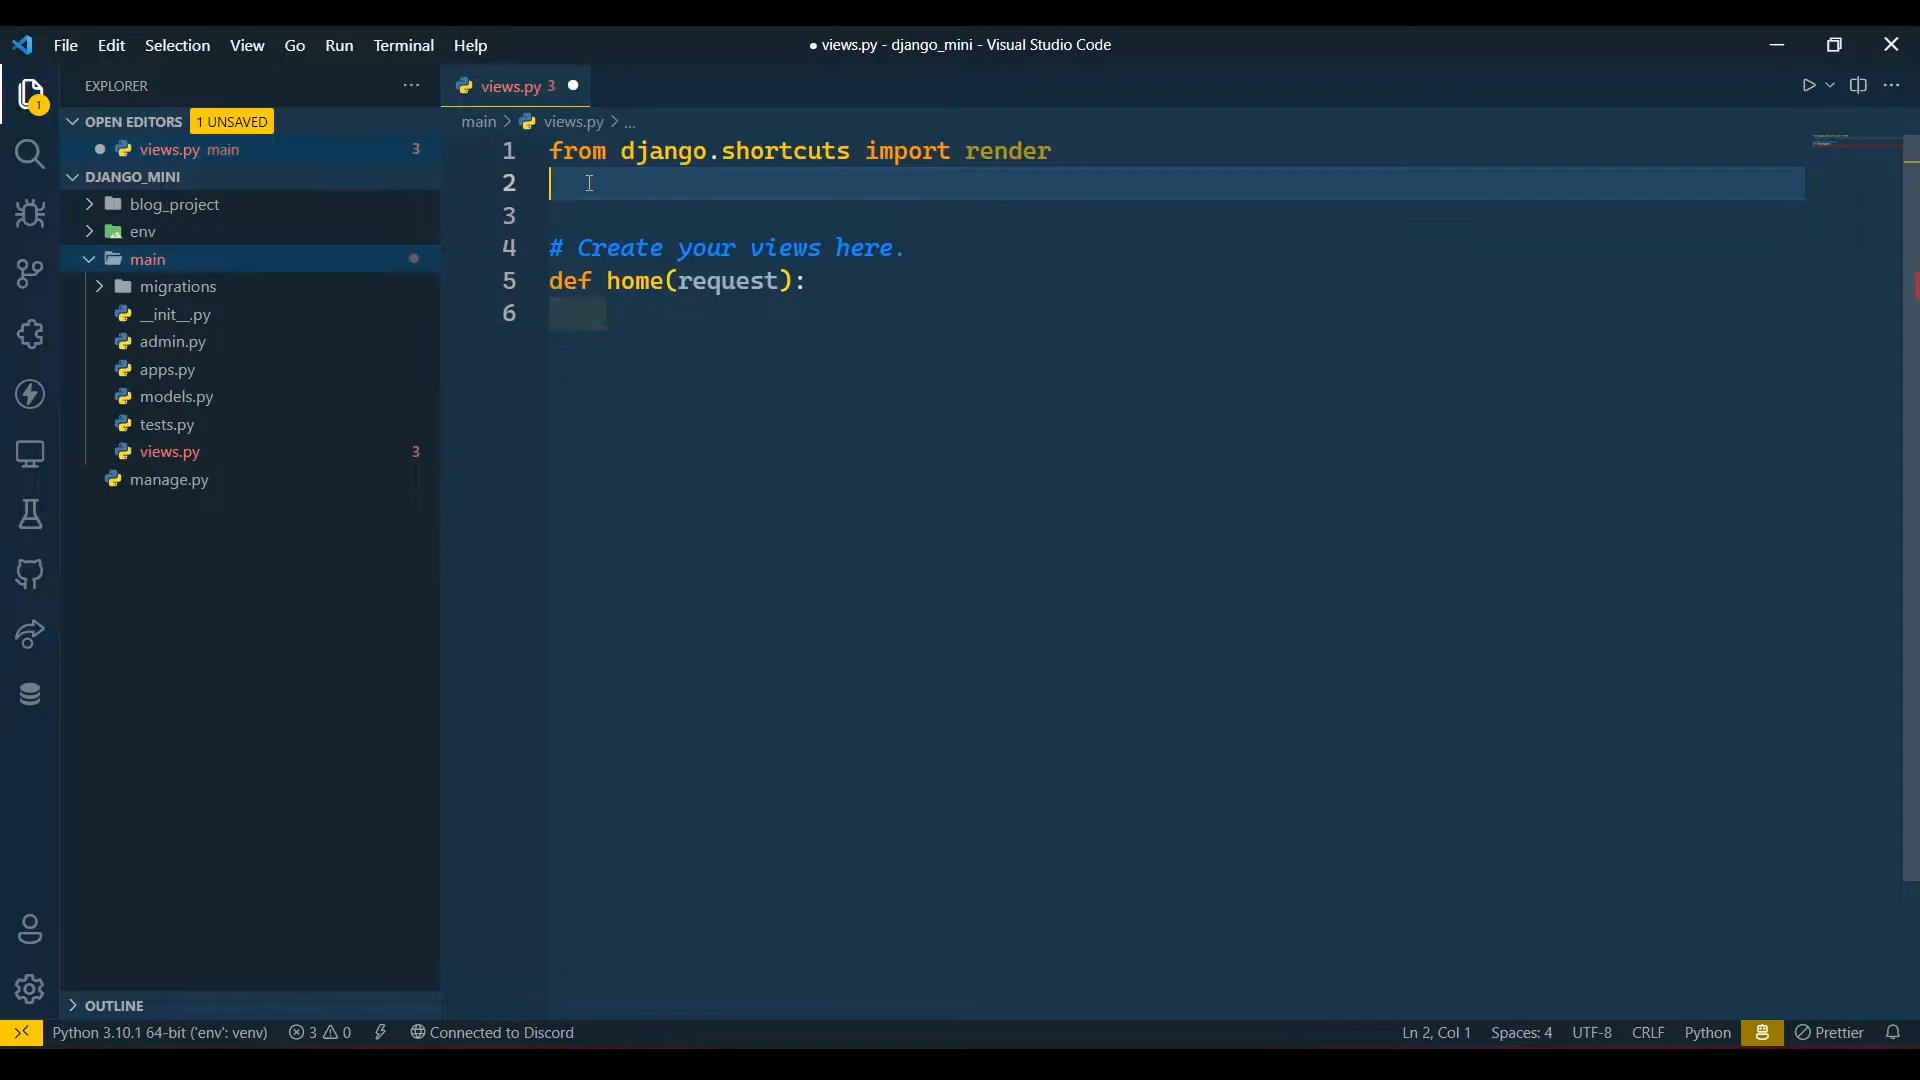 File Edit Selection View Go Run Terminal Help
● views.py - django_mini - Visual Studio Code
EXPLORER ···
views.py 3 ●
OPEN EDITORS 1 UNSAVED
1
main > views.py > ...
● views.py main 3
DJANGO_MINI
blog_project
env
main
migrations
__init__.py
admin.py
apps.py
models.py
tests.py
views.py 3
manage.py
1 from django.shortcuts import render
2
3
4 # Create your views here.
5 def home(request):
6
OUTLINE
Python 3.10.1 64-bit ('env': venv) 3 0 Connected to Discord
Ln 2, Col 1 Spaces: 4 UTF-8 CRLF Python Prettier